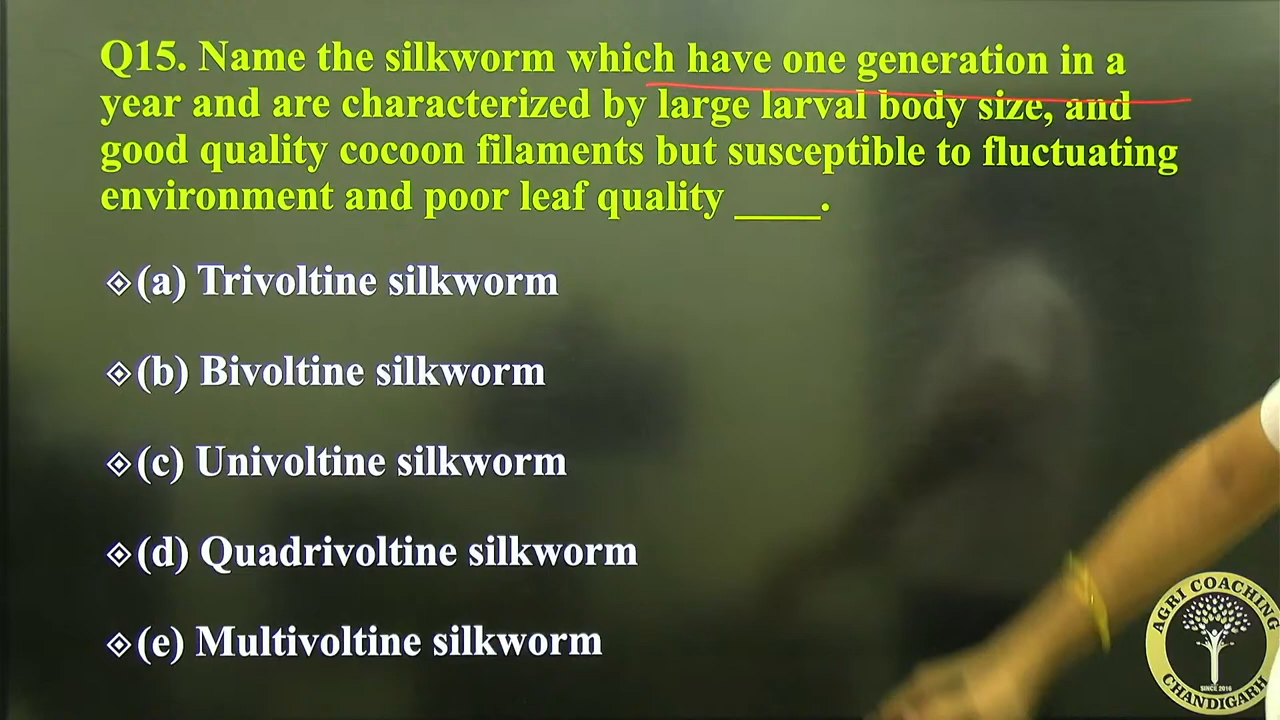 Q15. Name the silkworm which have one generation in a
year and are characterized by large larval body size, and
good quality cocoon filaments but susceptible to fluctuating
environment and poor leaf quality ____.
(a) Trivoltine silkworm
(b) Bivoltine silkworm
(c) Univoltine silkworm
(d) Quadrivoltine silkworm
(e) Multivoltine silkworm
AGRI COACHING
SINCE 2016
CHANDIGARH